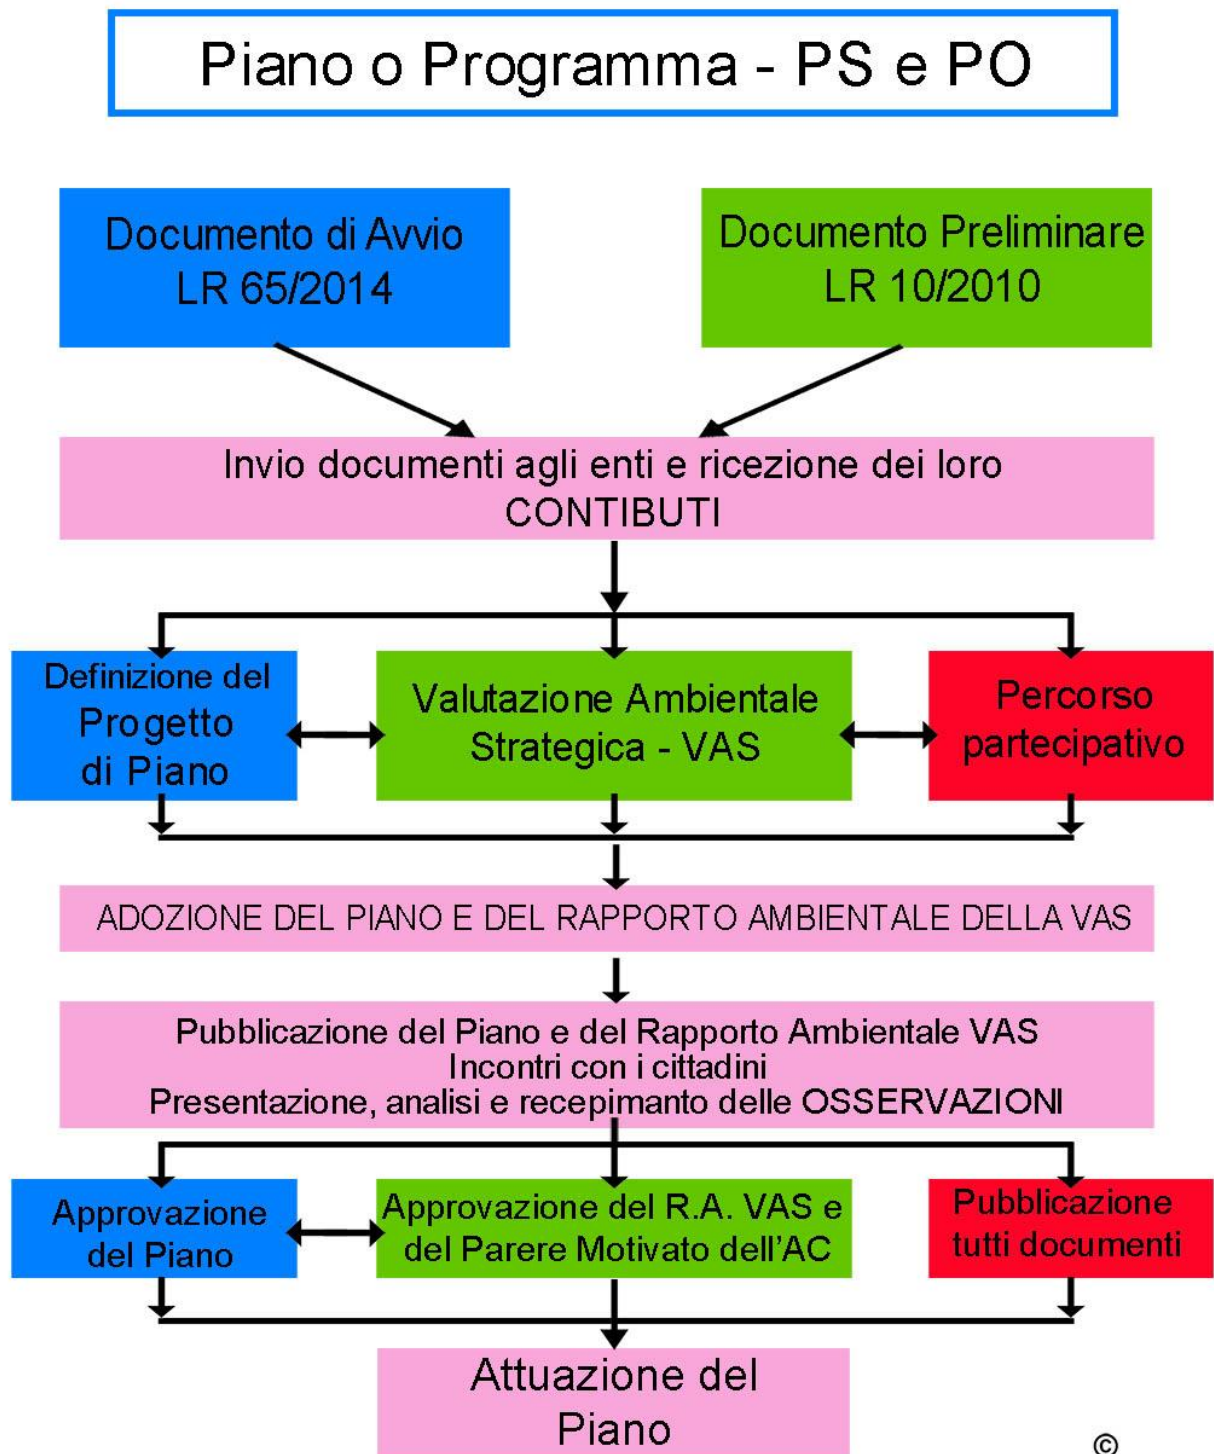 Piano o Programma - PS e PO
Documento di Avvio
LR 65/2014
Documento Preliminare
LR 10/2010
Invio documenti agli enti e ricezione dei loro
CONTIBUTI
Definizione del
Progetto
di Piano
Valutazione Ambientale
Strategica - VAS
Percorso
partecipativo
ADOZIONE DEL PIANO E DEL RAPPORTO AMBIENTALE DELLA VAS
Pubblicazione del Piano e del Rapporto Ambientale VAS
Incontri con i cittadini
Presentazione, analisi e recepimanto delle OSSERVAZIONI
Approvazione
del Piano
Approvazione del R.A. VAS e
del Parere Motivato dell'AC
Pubblicazione
tutti documenti
Attuazione del
Piano
©